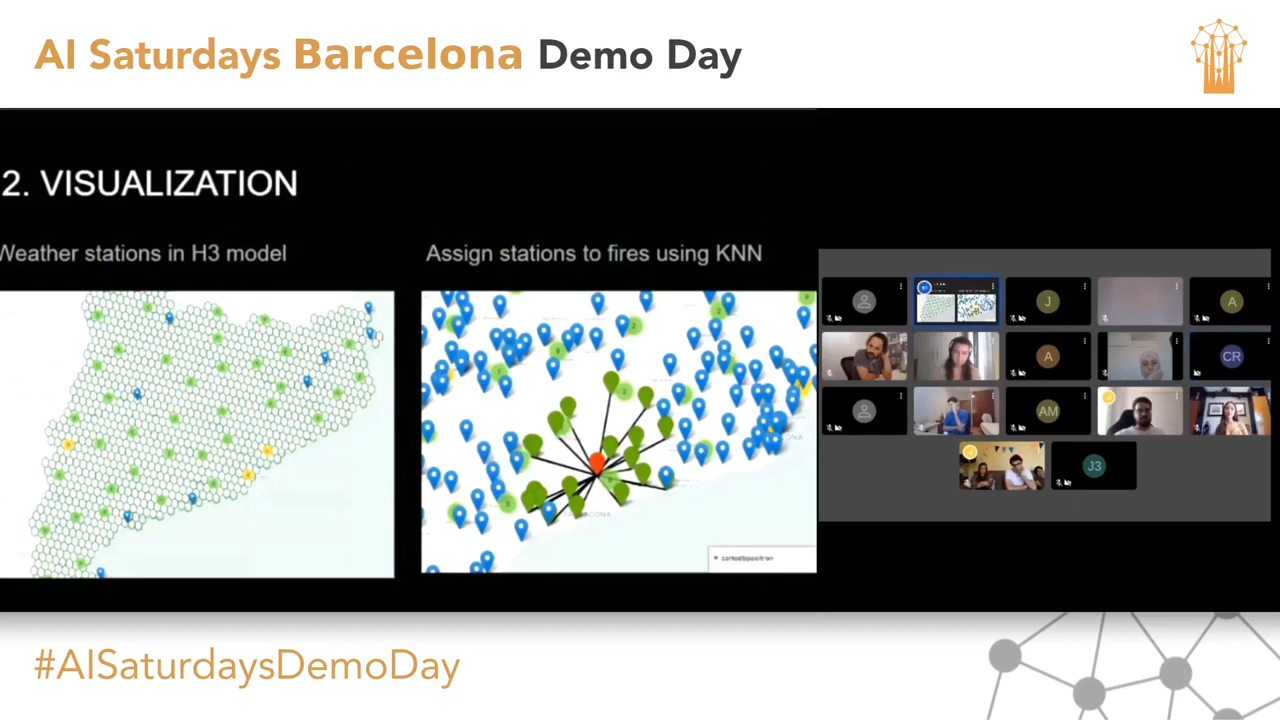 AI Saturdays Barcelona Demo Day
2. VISUALIZATION
Weather stations in H3 model
Assign stations to fires using KNN
J
A
A
CR
AM
J3
cartodbpositron
#AISaturdaysDemoDay